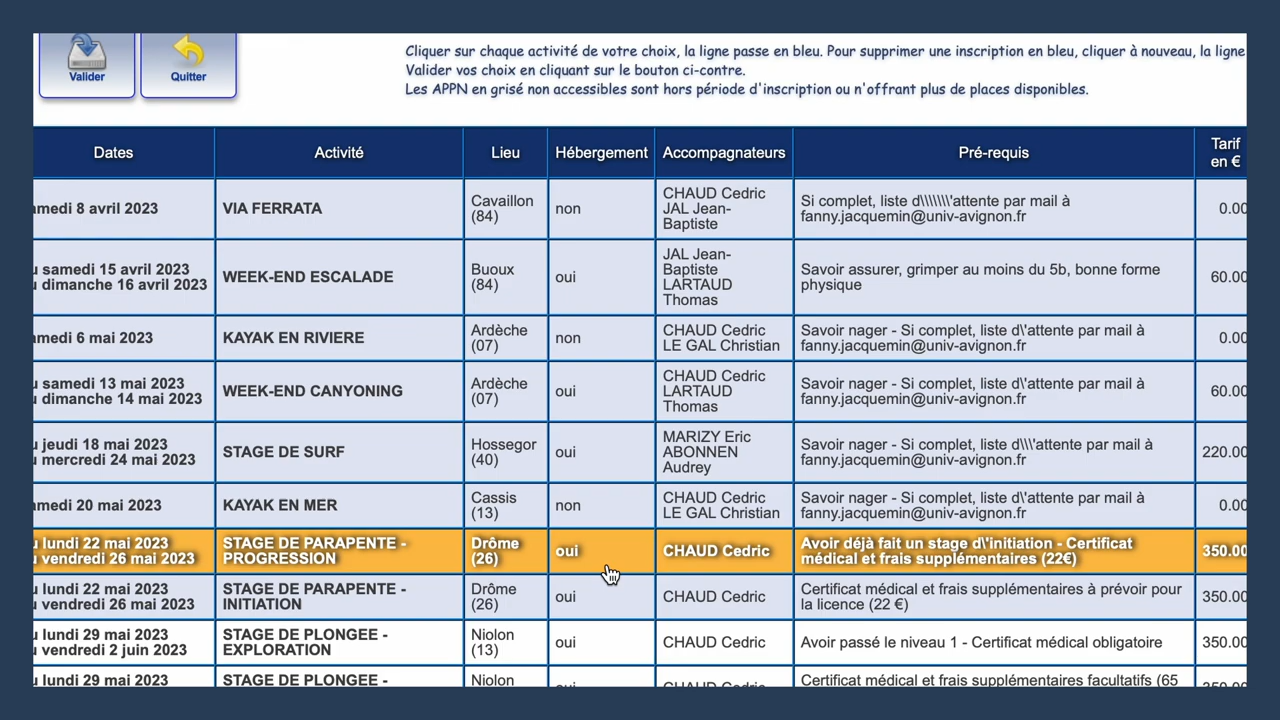 Valider
Quitter
Cliquer sur chaque activité de votre choix, la ligne passe en bleu. Pour supprimer une inscription en bleu, cliquer à nouveau, la ligne
Valider vos choix en cliquant sur le bouton ci-contre.
Les APPN en grisé non accessibles sont hors période d'inscription ou n'offrant plus de places disponibles.
Dates
Activité
Lieu
Hébergement
Accompagnateurs
Pré-requis
Tarif
en €
medi 8 avril 2023
VIA FERRATA
Cavaillon
(84)
non
CHAUD Cedric
JAL Jean-
Baptiste
Si complet, liste d\\\\\\\'attente par mail à
fanny.jacquemin@univ-avignon.fr
0.00
u samedi 15 avril 2023
u dimanche 16 avril 2023
WEEK-END ESCALADE
Buoux
(84)
oui
JAL Jean-
Baptiste
LARTAUD
Thomas
Savoir assurer, grimper au moins du 5b, bonne forme
physique
60.00
medi 6 mai 2023
KAYAK EN RIVIERE
Ardèche
(07)
non
CHAUD Cedric
LE GAL Christian
Savoir nager - Si complet, liste d\'attente par mail à
fanny.jacquemin@univ-avignon.fr
0.00
u samedi 13 mai 2023
u dimanche 14 mai 2023
WEEK-END CANYONING
Ardèche
(07)
oui
CHAUD Cedric
LARTAUD
Thomas
Savoir nager - Si complet, liste d\'attente par mail à
fanny.jacquemin@univ-avignon.fr
60.00
u jeudi 18 mai 2023
u mercredi 24 mai 2023
STAGE DE SURF
Hossegor
(40)
oui
MARIZY Eric
ABONNEN
Audrey
Savoir nager - Si complet, liste d\\\'attente par mail à
fanny.jacquemin@univ-avignon.fr
220.00
medi 20 mai 2023
KAYAK EN MER
Cassis
(13)
non
CHAUD Cedric
LE GAL Christian
Savoir nager - Si complet, liste d\'attente par mail à
fanny.jacquemin@univ-avignon.fr
0.00
u lundi 22 mai 2023
u vendredi 26 mai 2023
STAGE DE PARAPENTE -
PROGRESSION
Drôme
(26)
oui
CHAUD Cedric
Avoir déjà fait un stage d\'initiation - Certificat
médical et frais supplémentaires (22€)
350.00
u lundi 22 mai 2023
u vendredi 26 mai 2023
STAGE DE PARAPENTE -
INITIATION
Drôme
(26)
oui
CHAUD Cedric
Certificat médical et frais supplémentaires à prévoir pour
la licence (22 €)
350.00
u lundi 29 mai 2023
u vendredi 2 juin 2023
STAGE DE PLONGEE -
EXPLORATION
Niolon
(13)
oui
CHAUD Cedric
Avoir passé le niveau 1 - Certificat médical obligatoire
350.00
u lundi 29 mai 2023
STAGE DE PLONGEE -
Niolon
oui
CHAUD Cedric
Certificat médical et frais supplémentaires facultatifs (65
350.00